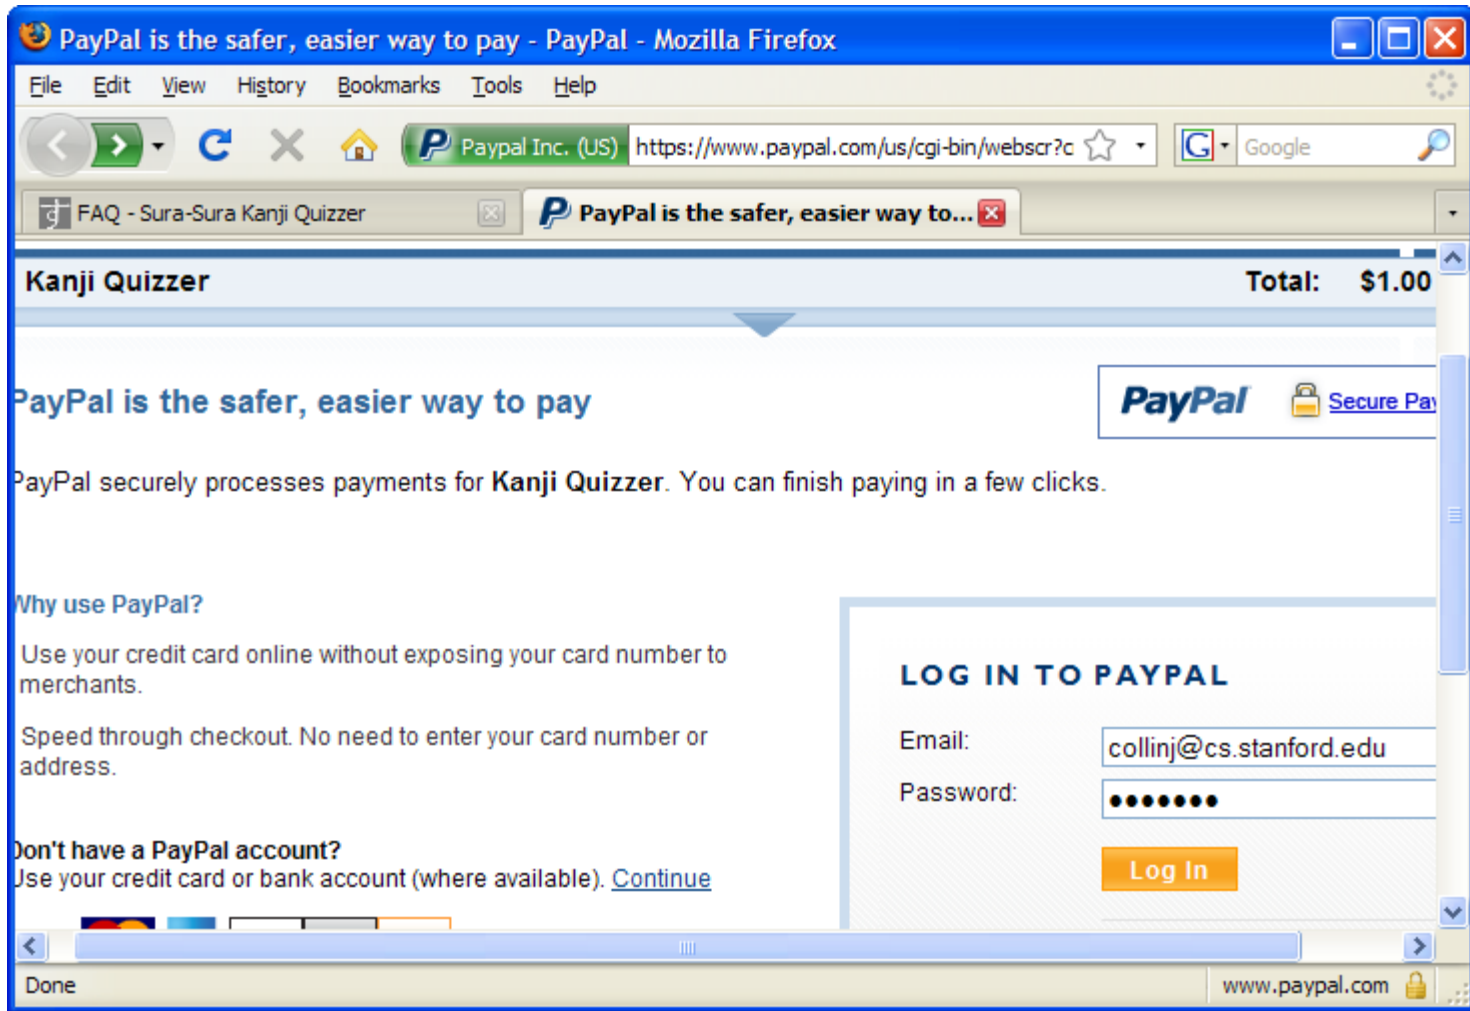 PayPal is the safer, easier way to pay - PayPal - Mozilla Firefox
File Edit View History Bookmarks Tools Help
Paypal Inc. (US) https://www.paypal.com/us/cgi-bin/webscr?c Google
FAQ - Sura-Sura Kanji Quizzer PayPal is the safer, easier way to...
Kanji Quizzer Total: $1.00
PayPal is the safer, easier way to pay
PayPal Secure Pay
PayPal securely processes payments for Kanji Quizzer. You can finish paying in a few clicks.
Why use PayPal?
Use your credit card online without exposing your card number to
merchants.
Speed through checkout. No need to enter your card number or
address.
Don't have a PayPal account?
Use your credit card or bank account (where available). Continue
LOG IN TO PAYPAL
Email: collinj@cs.stanford.edu
Password: •••••••
Log In
Done www.paypal.com